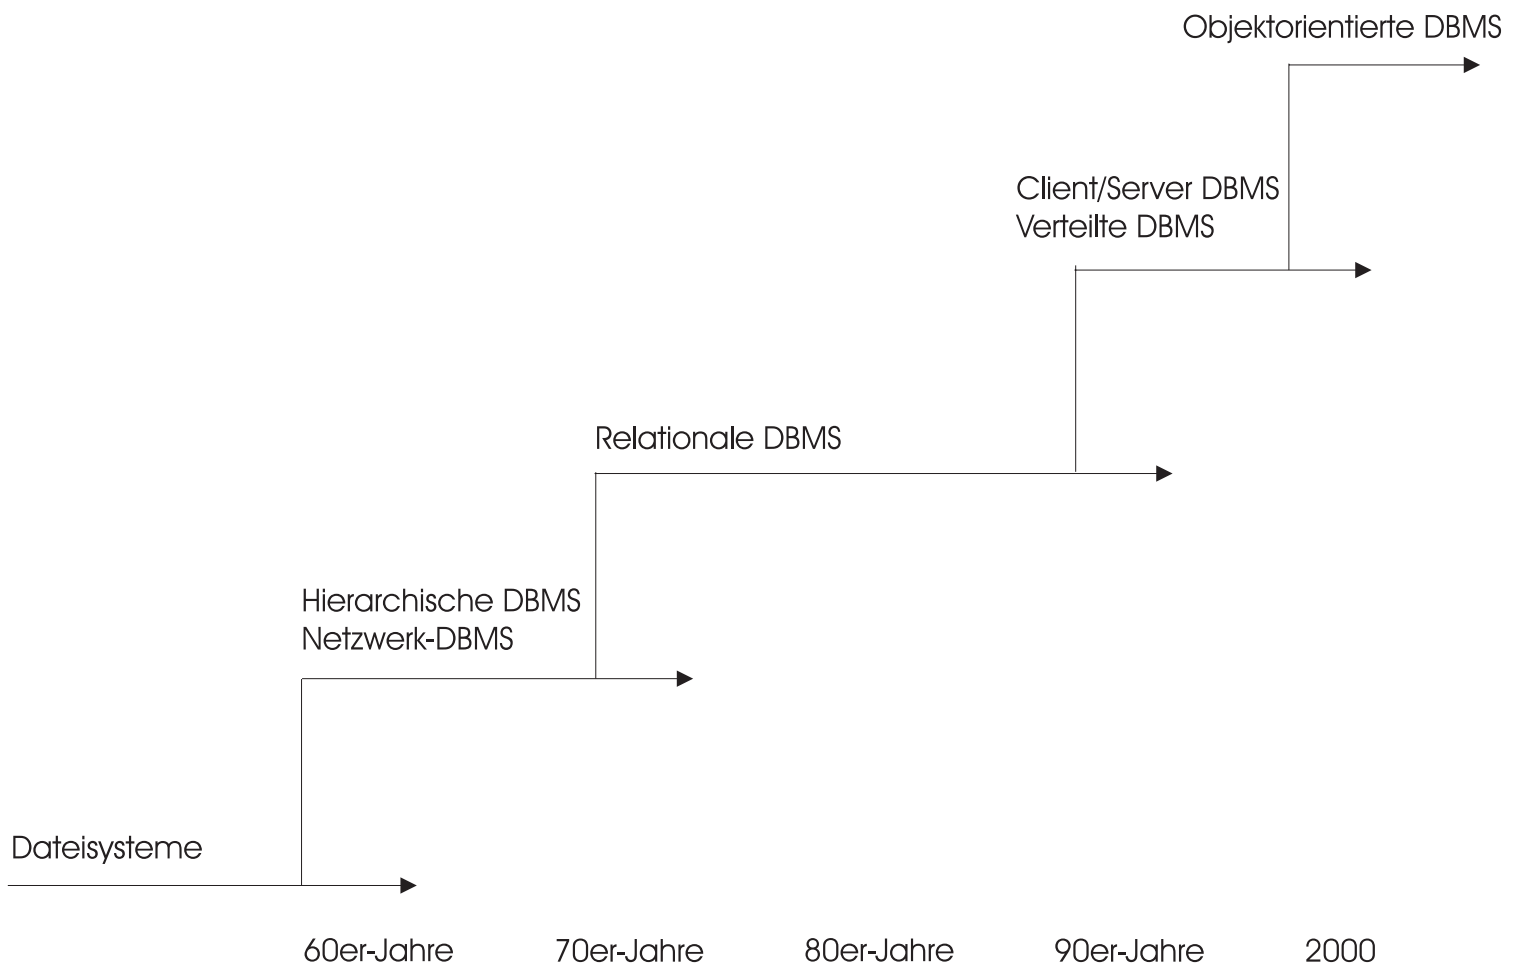 Objektorientierte DBMS
Client/Server DBMS
Verteilte DBMS
Relationale DBMS
Hierarchische DBMS
Netzwerk-DBMS
Dateisysteme
60er-Jahre
70er-Jahre
80er-Jahre
90er-Jahre
2000